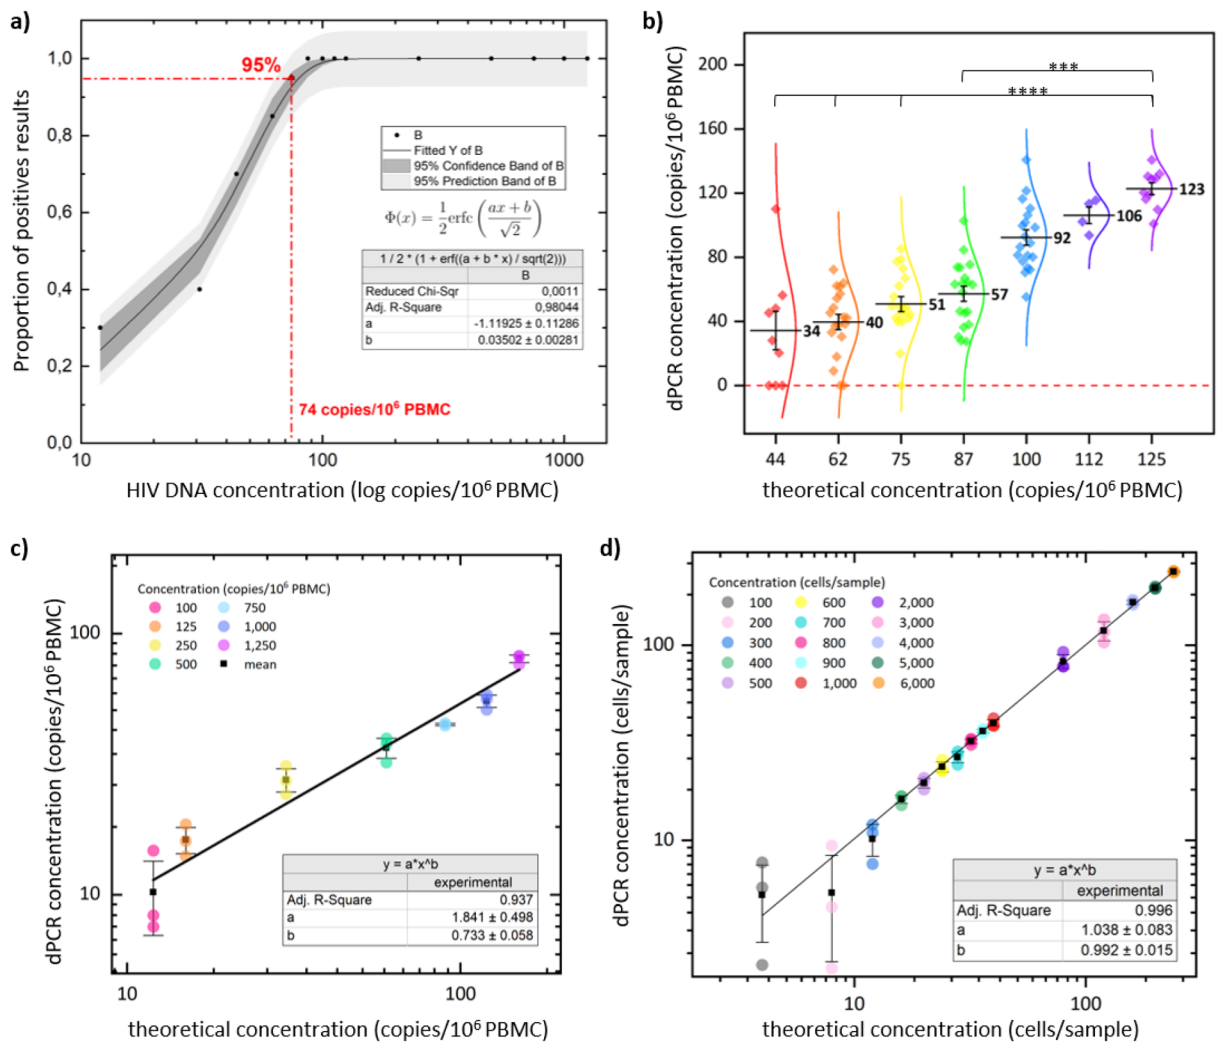 a)
Proportion of positives results
1,0
0,8
0,6
0,4
0,2
0,0
95%
B
Fitted Y of B
95% Confidence Band of B
95% Prediction Band of B
Φ(x) = 1/2 erfc ( ax + b / √2 )
1 / 2 * (1 + erf((a + b * x) / sqrt(2)))
B
Reduced Chi-Sqr 0,0011
Adj. R-Square 0,98044
a -1.11925 ± 0.11286
b 0.03502 ± 0.00281
74 copies/10⁶ PBMC
10 100 1000
HIV DNA concentration (log copies/10⁶ PBMC)
b)
dPCR concentration (copies/10⁶ PBMC)
200
160
120
80
40
0
***
****
34
40
51
57
92
106
123
44 62 75 87 100 112 125
theoretical concentration (copies/10⁶ PBMC)
c)
dPCR concentration (copies/10⁶ PBMC)
100
10
Concentration (copies/10⁶ PBMC)
100 750
125 1,000
250 1,250
500 mean
y = a*x^b
experimental
Adj. R-Square 0.937
a 1.841 ± 0.498
b 0.733 ± 0.058
10 100
theoretical concentration (copies/10⁶ PBMC)
d)
dPCR concentration (cells/sample)
100
10
Concentration (cells/sample)
100 600 2,000
200 700 3,000
300 800 4,000
400 900 5,000
500 1,000 6,000
y = a*x^b
experimental
Adj. R-Square 0.996
a 1.038 ± 0.083
b 0.992 ± 0.015
10 100
theoretical concentration (cells/sample)